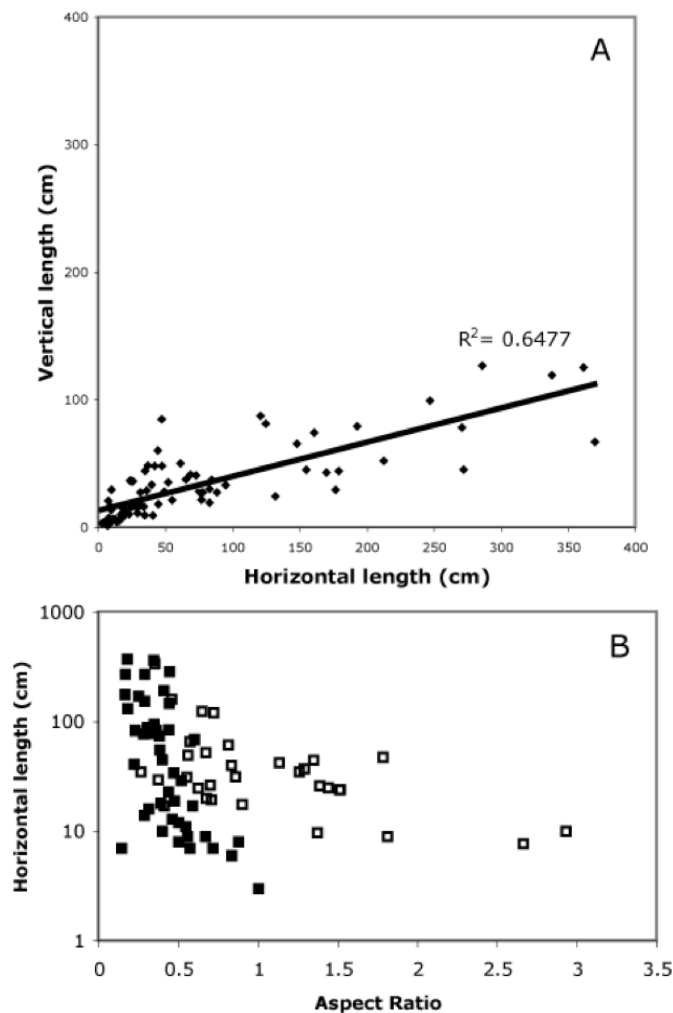 400
A
300
Vertical length (cm)
200
R²= 0.6477
100
0
0 50 100 150 200 250 300 350 400
Horizontal length (cm)
1000
B
100
Horizontal length (cm)
10
1
0 0.5 1 1.5 2 2.5 3 3.5
Aspect Ratio